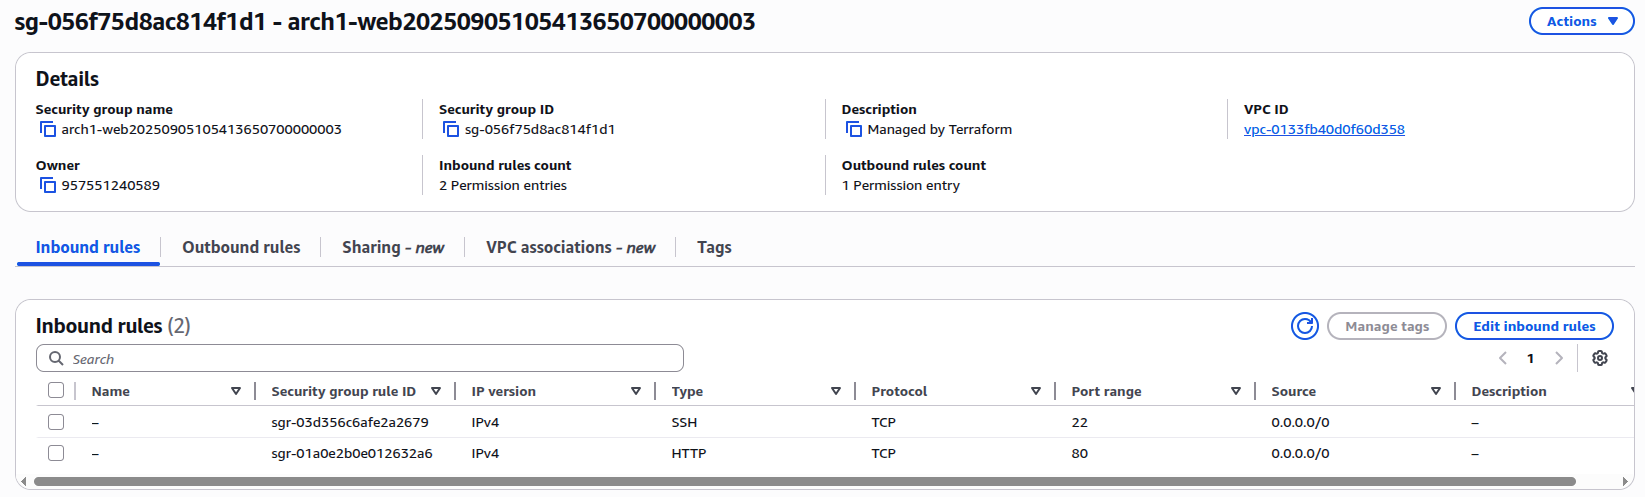 sg-056f75d8ac814f1d1 - arch1-web20250905105413650700000003
Actions
Details
Security group name
arch1-web20250905105413650700000003
Security group ID
sg-056f75d8ac814f1d1
Description
Managed by Terraform
VPC ID
vpc-0133fb40d0f60d358
Owner
957551240589
Inbound rules count
2 Permission entries
Outbound rules count
1 Permission entry
Inbound rules Outbound rules Sharing - new VPC associations - new Tags
Inbound rules (2)
Manage tags Edit inbound rules
Search
1
Name Security group rule ID IP version Type Protocol Port range Source Description
– sgr-03d356c6afe2a2679 IPv4 SSH TCP 22 0.0.0.0/0 –
– sgr-01a0e2b0e012632a6 IPv4 HTTP TCP 80 0.0.0.0/0 –